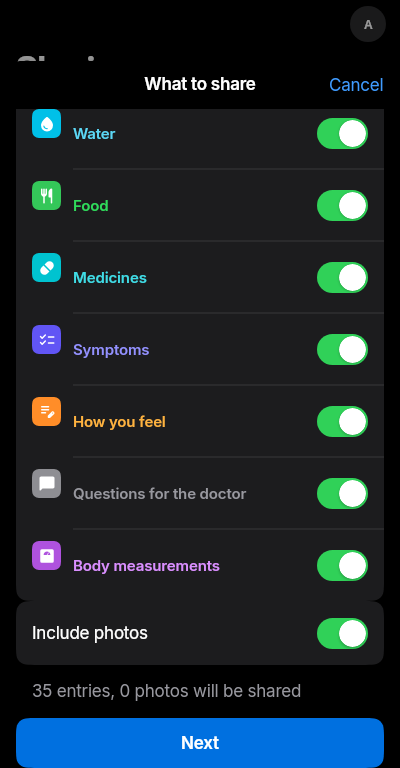 A
What to share
Cancel
Water
Food
Medicines
Symptoms
How you feel
Questions for the doctor
Body measurements
Include photos
35 entries, 0 photos will be shared
Next